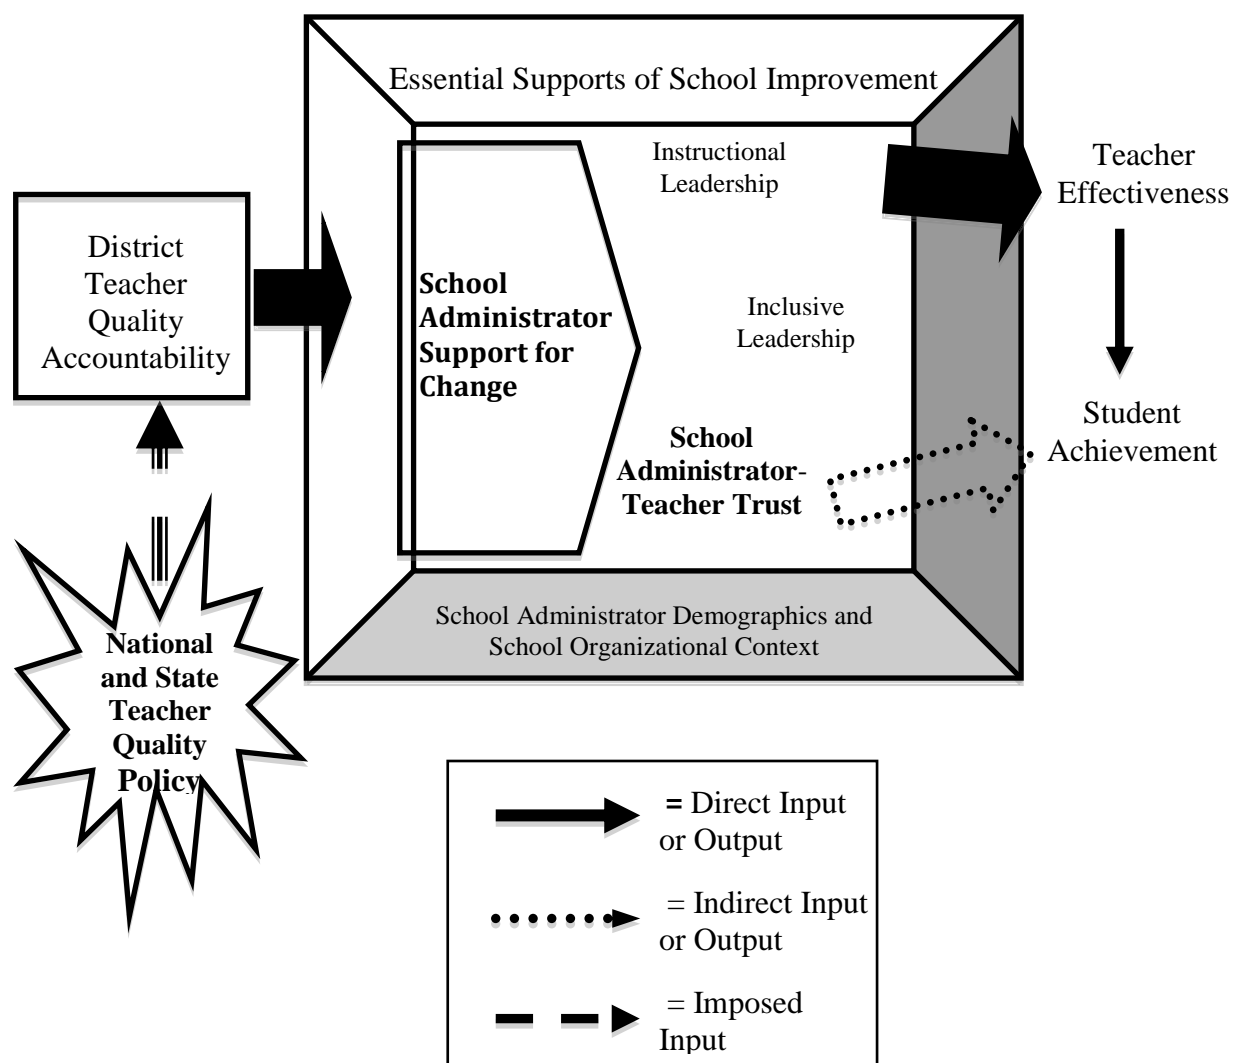 Essential Supports of School Improvement
Instructional
Leadership
Teacher
Effectiveness
District
Teacher
Quality
Accountability
School
Administrator
Support for
Change
Inclusive
Leadership
School
Administrator-
Teacher Trust
Student
Achievement
School Administrator Demographics and
School Organizational Context
National
and State
Teacher
Quality
Policy
= Direct Input
or Output
= Indirect Input
or Output
= Imposed
Input